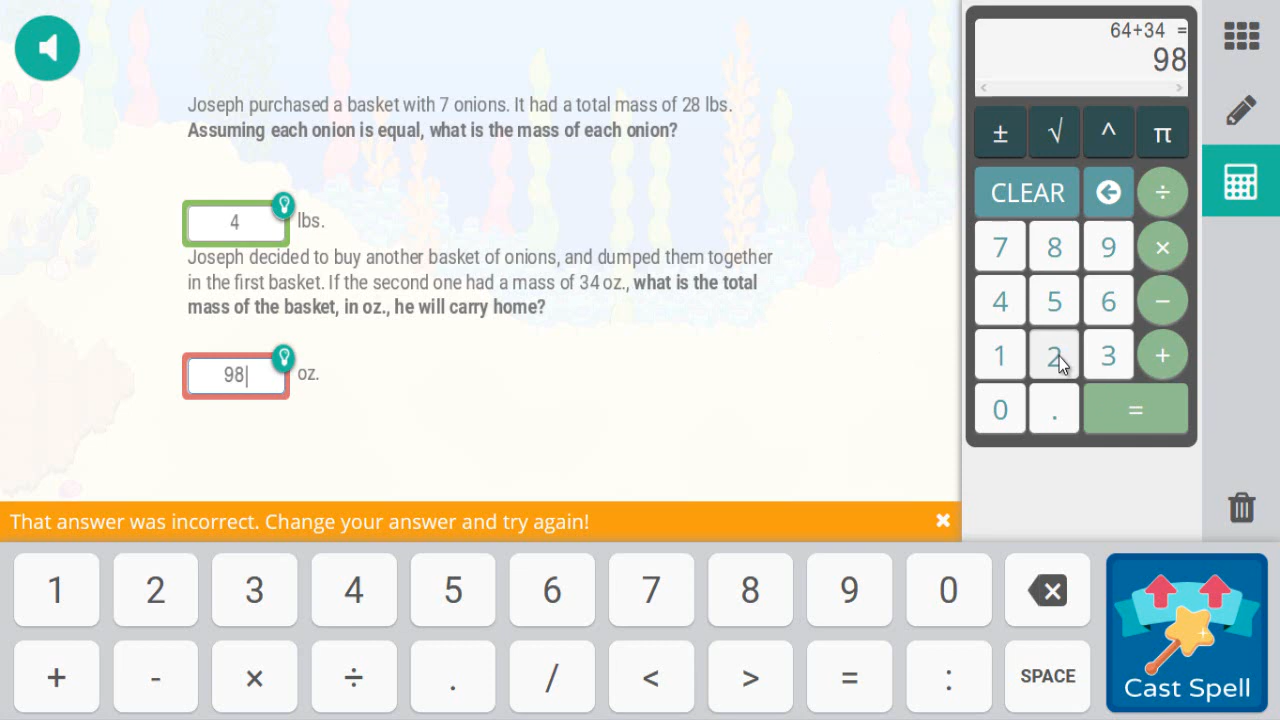 Joseph purchased a basket with 7 onions. It had a total mass of 28 lbs.
Assuming each onion is equal, what is the mass of each onion?
4 lbs.
Joseph decided to buy another basket of onions, and dumped them together
in the first basket. If the second one had a mass of 34 oz., what is the total
mass of the basket, in oz., he will carry home?
98 oz.
That answer was incorrect. Change your answer and try again!
64+34 =
98
± √ ^ π
CLEAR ÷
7 8 9 ×
4 5 6 −
1 2 3 +
0 . =
1 2 3 4 5 6 7 8 9 0
+ - × ÷ . / < > = : SPACE
Cast Spell